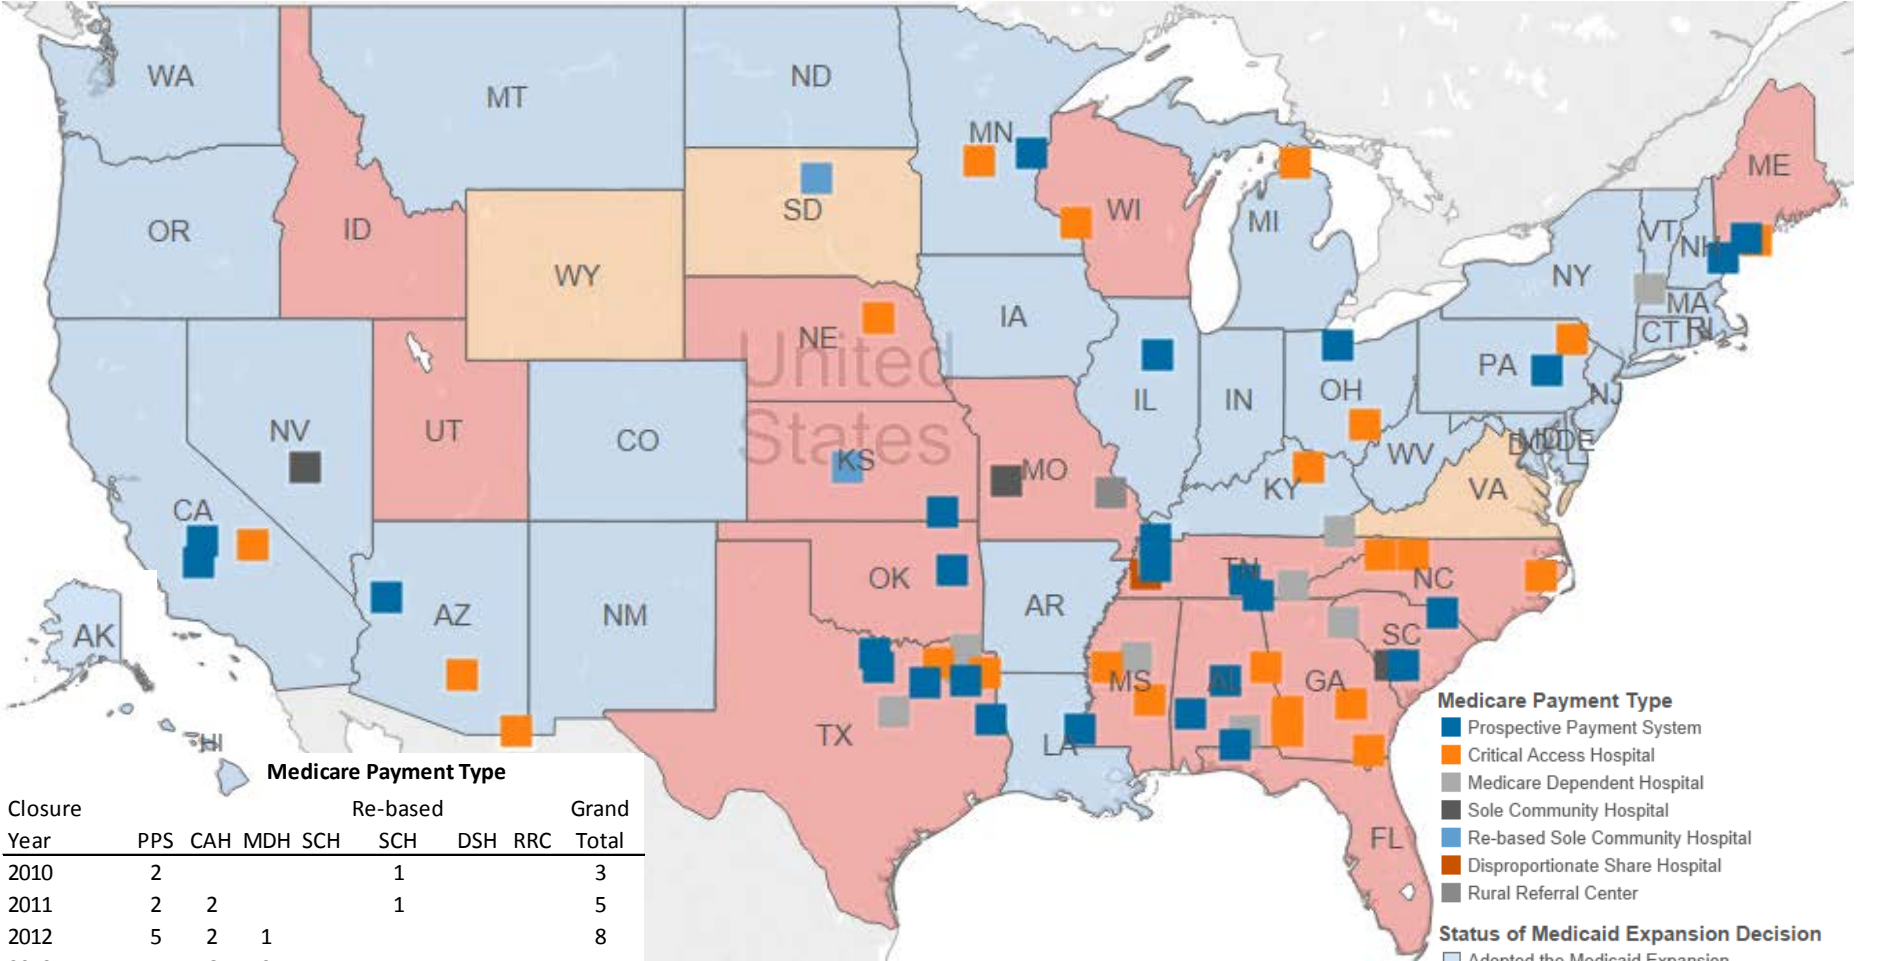 WA
MT
ND
MN
ME
OR
ID
SD
WI
MI
VT
NH
WY
NY
IA
MA
NE
CT
RI
United
PA
NV
UT
CO
IL
IN
OH
NJ
States
KS
MO
WV
MD
DE
KY
VA
CA
TN
OK
NC
AZ
NM
AR
SC
AK
MS
AL
GA
TX
LA
HI
FL
Medicare Payment Type
Prospective Payment System
Critical Access Hospital
Medicare Dependent Hospital
Sole Community Hospital
Re-based Sole Community Hospital
Disproportionate Share Hospital
Rural Referral Center
Status of Medicaid Expansion Decision
Adopted the Medicaid Expansion
Medicare Payment Type
Closure Re-based Grand
Year PPS CAH MDH SCH SCH DSH RRC Total
2010 2 1 3
2011 2 2 1 5
2012 5 2 1 8